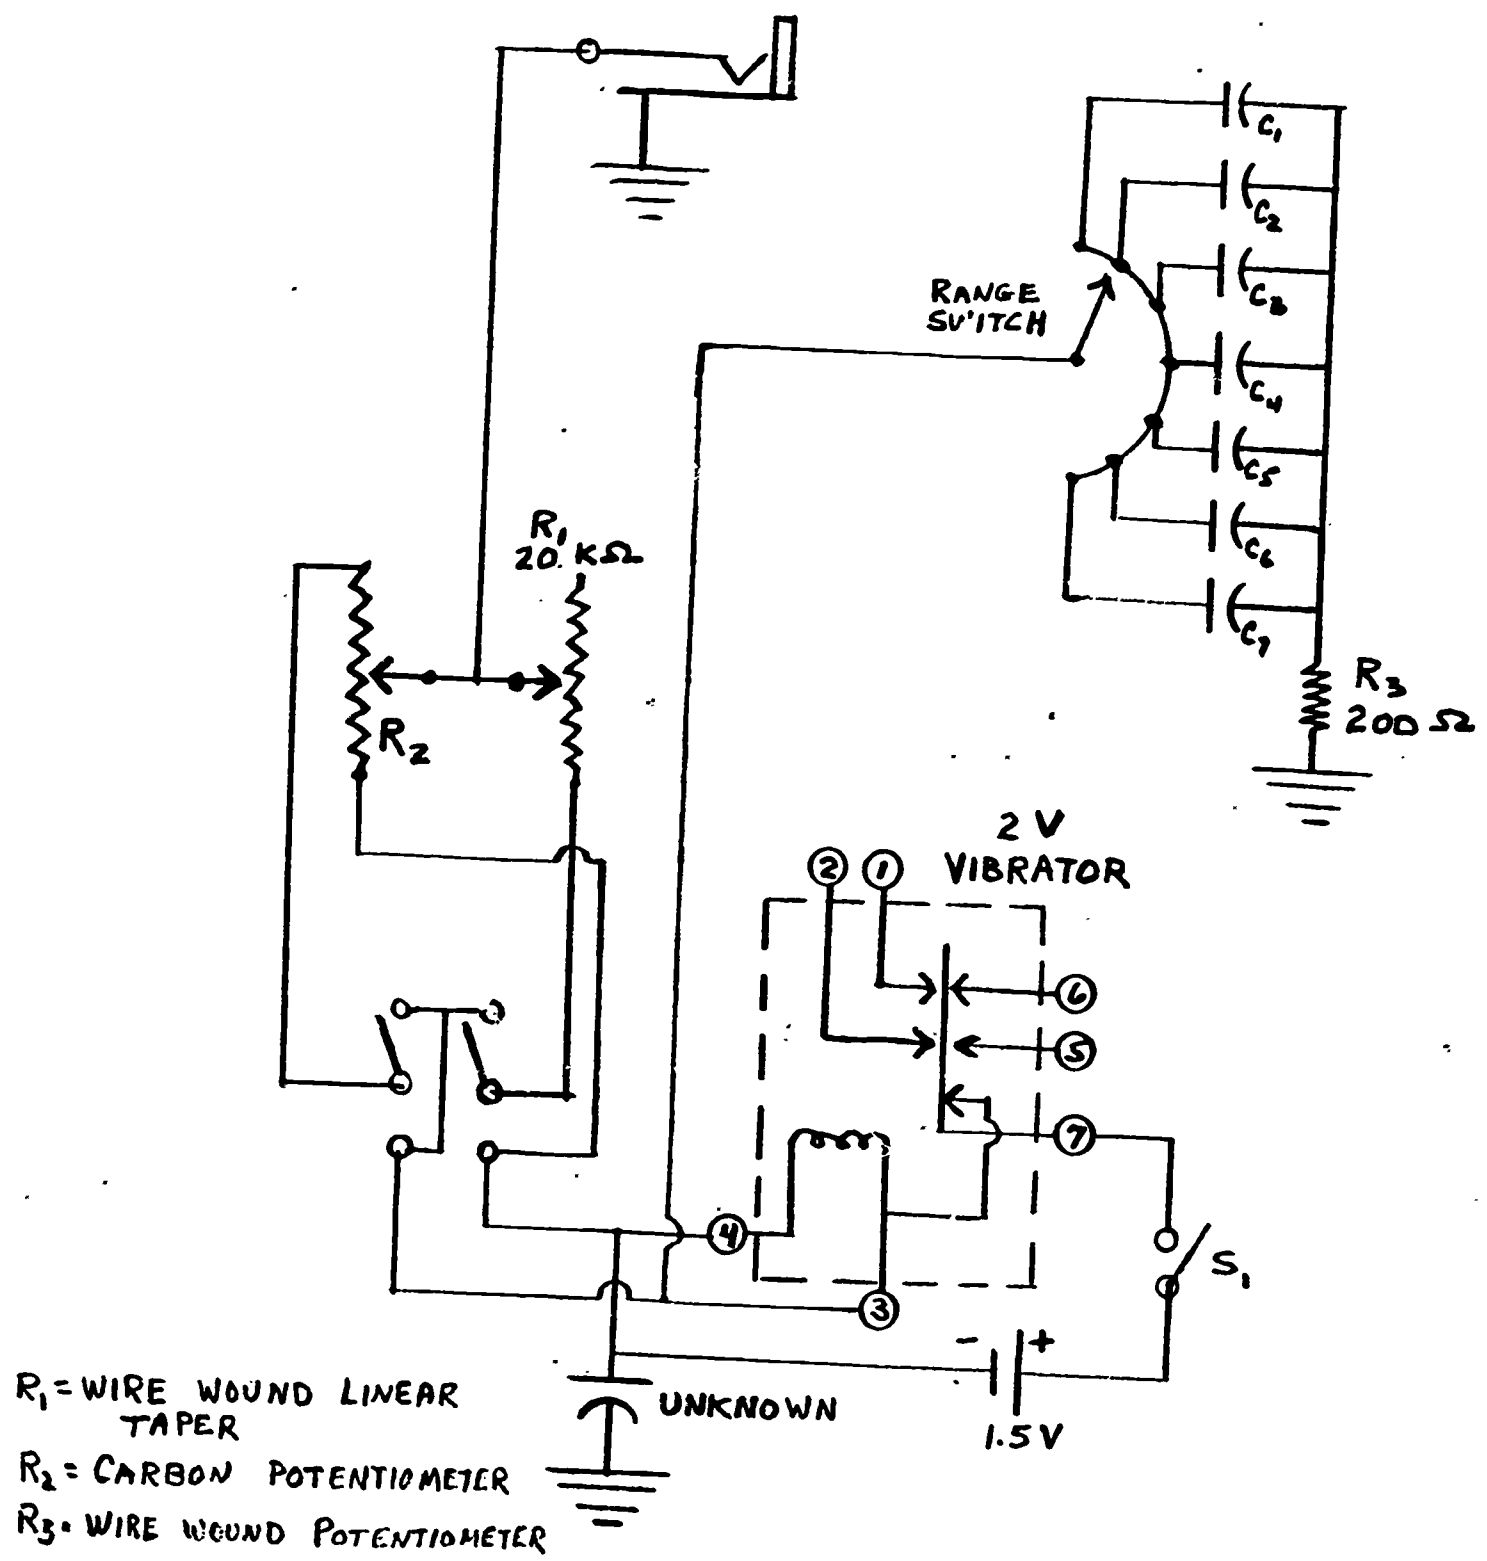 C1
C2
C3
RANGE
SWITCH
C4
C5
R1
20. KΩ
C6
C7
R3
200 Ω
R2
2 V
VIBRATOR
2
1
6
5
7
4
S1
3
- +
UNKNOWN
1.5V
R1 = WIRE WOUND LINEAR
TAPER
R2 = CARBON POTENTIOMETER
R3 = WIRE WOUND POTENTIOMETER